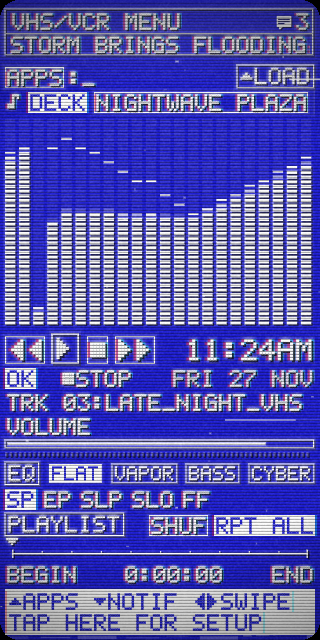 VHS/VCR MENU 3
STORM BRINGS FLOODING
APPS:_ LOAD
DECK NIGHTWAVE PLAZA
11:24AM
OK STOP FRI 27 NOV
TRK 03:LATE_NIGHT_VHS
VOLUME
EQ FLAT VAPOR BASS CYBER
SP EP SLP SLO FF
PLAYLIST SHUF RPT ALL
BEGIN 0:00:00 END
APPS NOTIF SWIPE
TAP HERE FOR SETUP